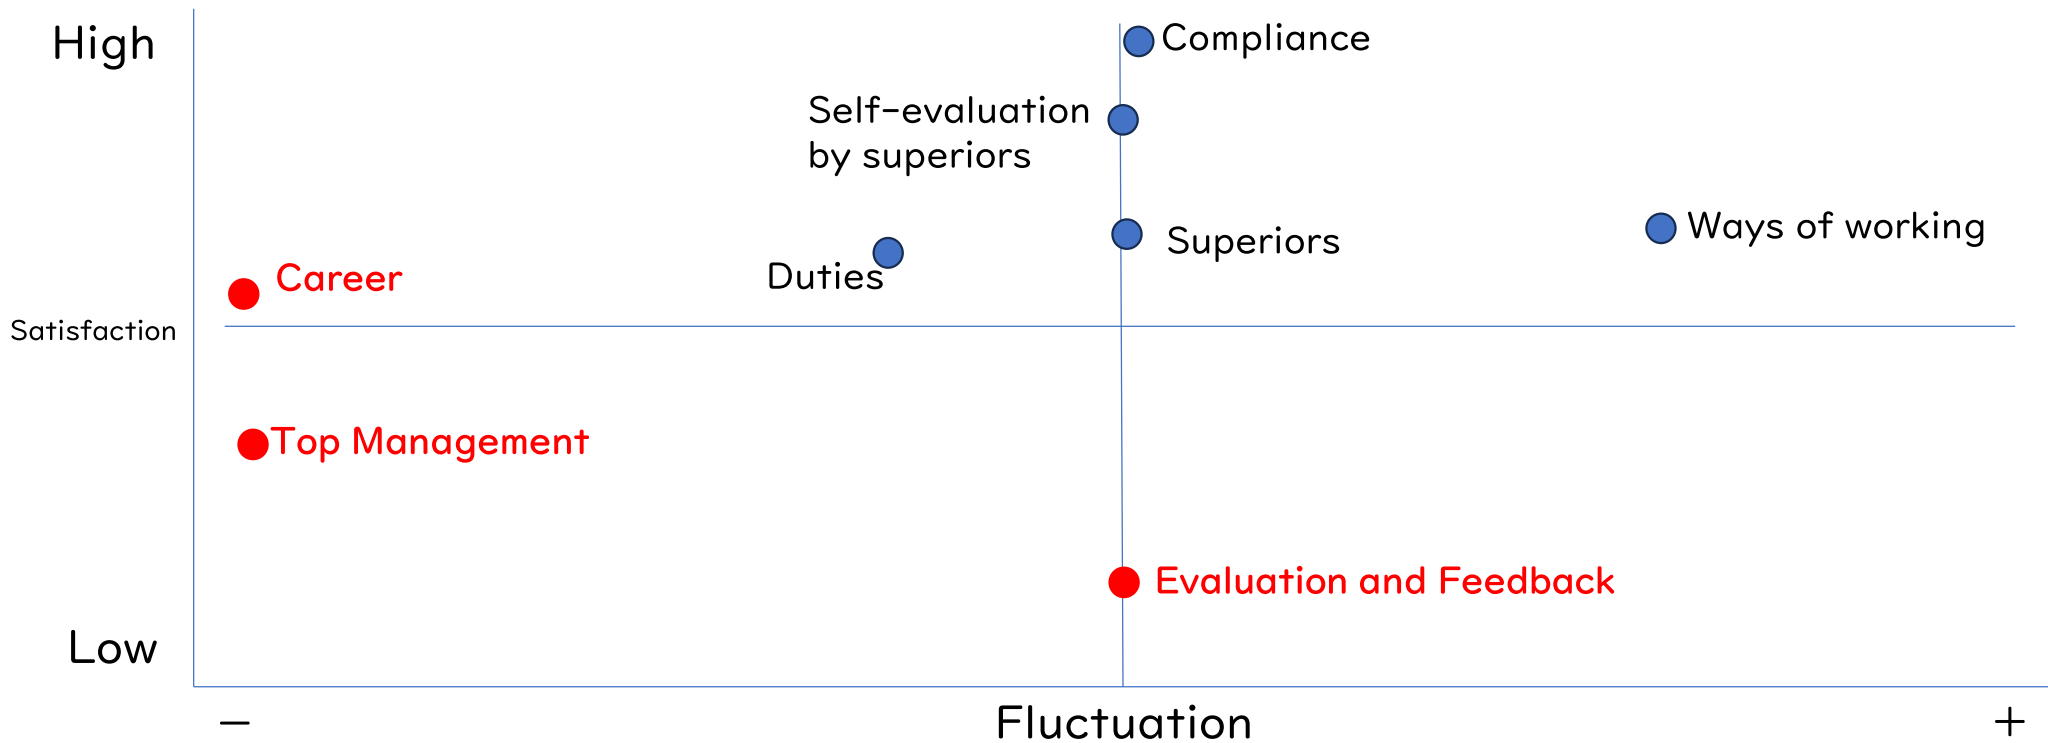 High
Compliance
Self-evaluation
by superiors
Superiors
Ways of working
Duties
Career
Satisfaction
Top Management
Evaluation and Feedback
Low
−
Fluctuation
+